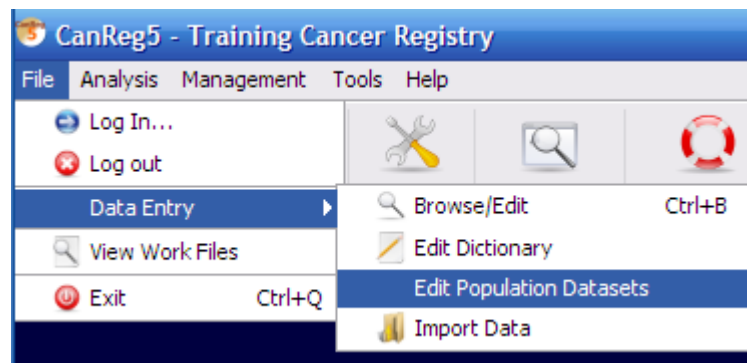 CanReg5 - Training Cancer Registry
File Analysis Management Tools Help
Log In...
Log out
Data Entry
Browse/Edit Ctrl+B
View Work Files
Edit Dictionary
Edit Population Datasets
Exit Ctrl+Q
Import Data